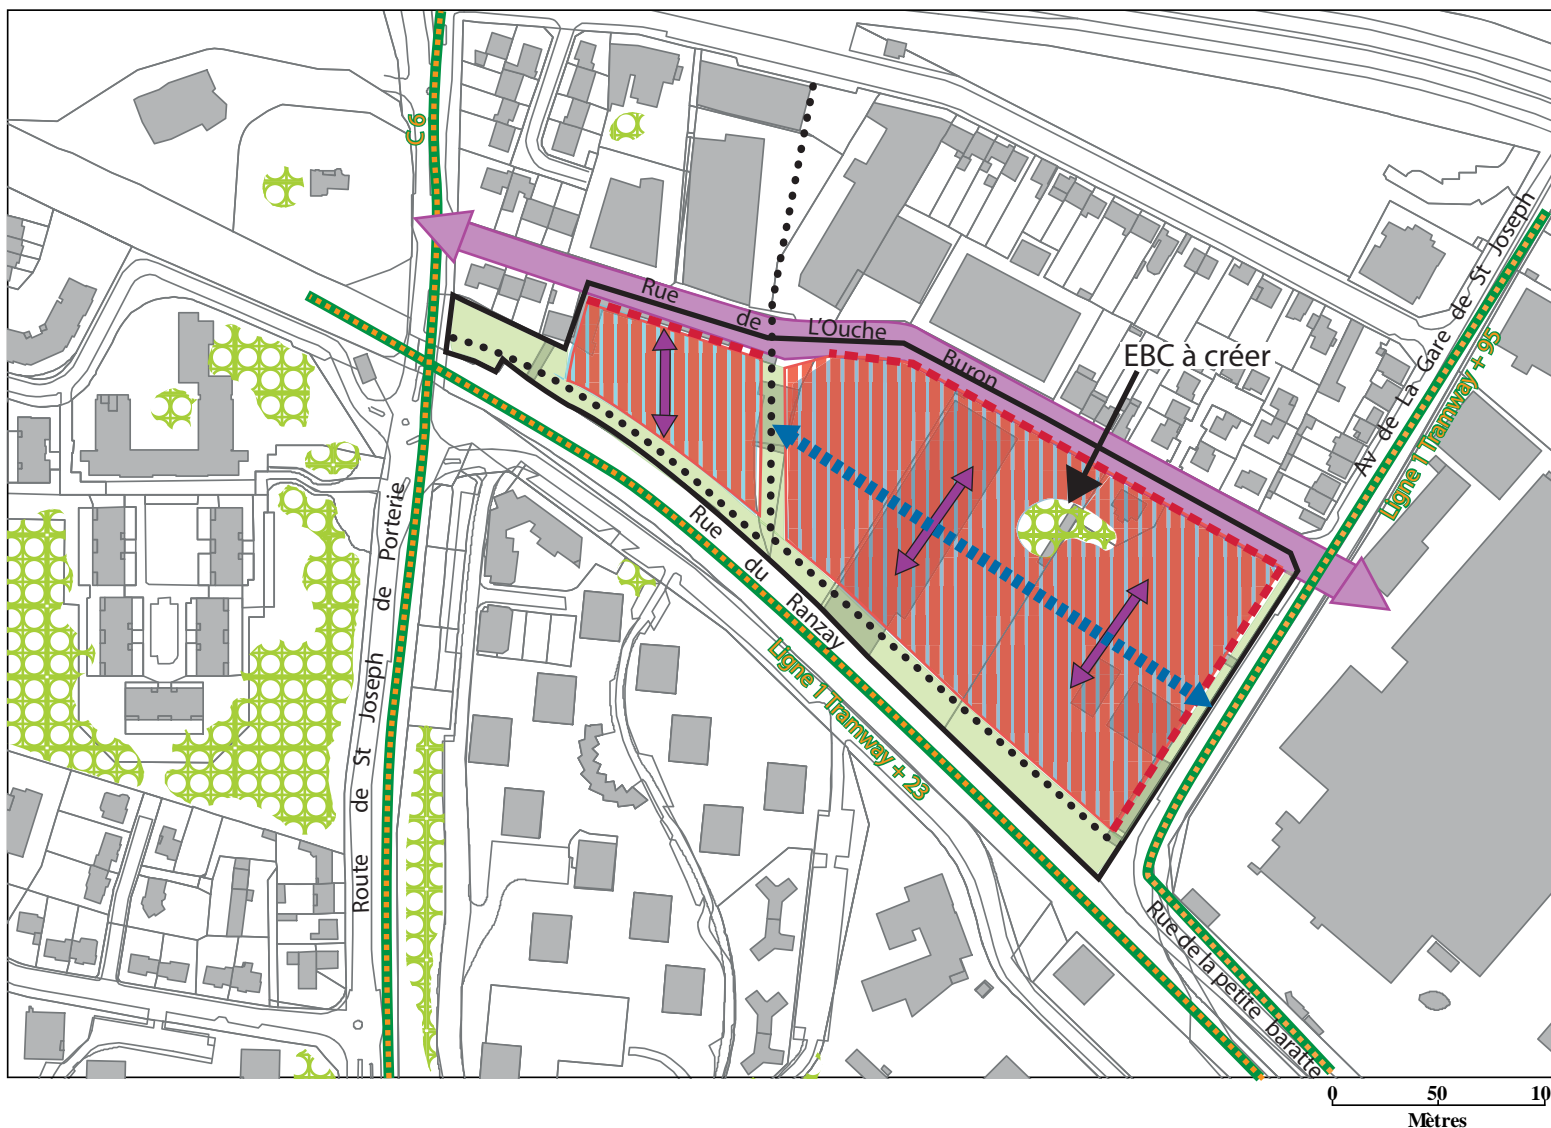 C 6
Rue de L'Ouche Buron
EBC à créer
Av de La Gare de St Joseph
Ligne 1 Tramway + 95
Route de St Joseph de Porterie
Rue du Ranzay
Ligne 1 Tramway + 23
Rue de la petite baratte
0 50 10
Mètres